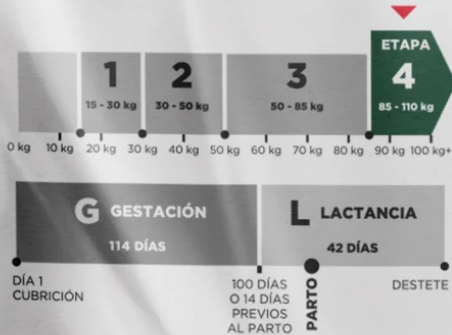 ETAPA
1
2
3
4
15 - 30 kg
30 - 50 kg
50 - 85 kg
85 - 110 kg
0 kg
10 kg
20 kg
30 kg
40 kg
50 kg
60 kg
70 kg
80 kg
90 kg
100 kg+
G GESTACIÓN
114 DÍAS
L LACTANCIA
42 DÍAS
DÍA 1
CUBRICIÓN
100 DÍAS
O 14 DÍAS
PREVIOS
AL PARTO
PARTO
DESTETE